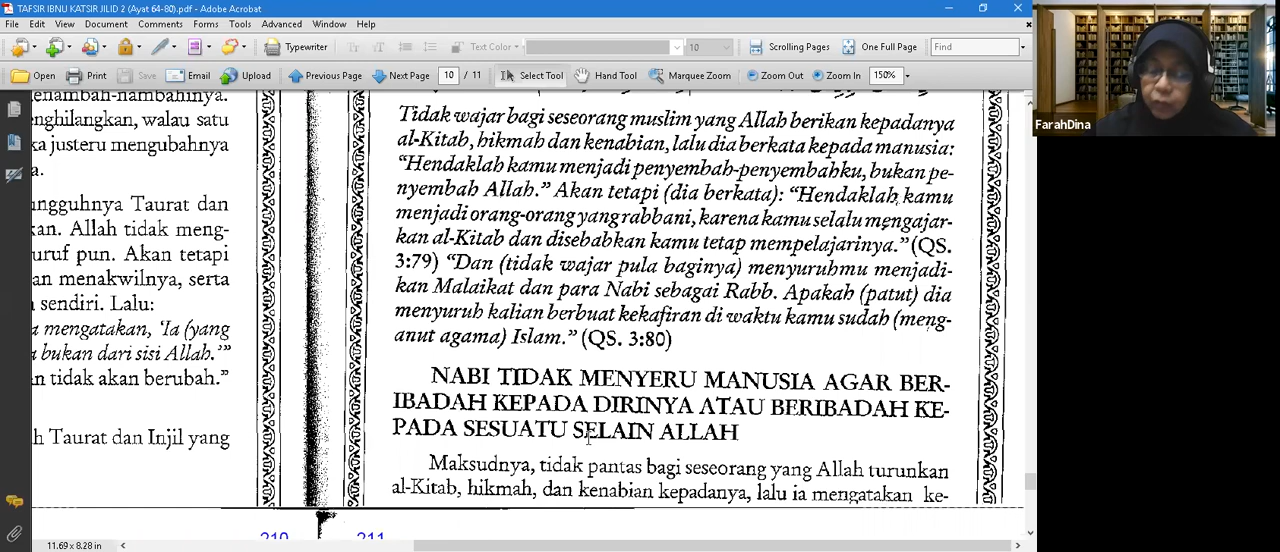 TAFSIR IBNU KATSIR JILID 2 (Ayat 64-80).pdf - Adobe Acrobat
File Edit View Document Comments Forms Tools Advanced Window Help
Typewriter Text Color 10 Scrolling Pages One Full Page Find
Open Print Save Email Upload Previous Page Next Page 10 / 11 Select Tool Hand Tool Marquee Zoom Zoom Out Zoom In 150%
FarahDina
enambah-nambahinya.
enghilangkan, walau satu
ka justeru mengubahnya
a.
ungguhnya Taurat dan
kan. Allah tidak meng-
uruf pun. Akan tetapi
an menakwilnya, serta
sendiri. Lalu:
a mengatakan, 'Ia (yang
bukan dari sisi Allah.'”
n tidak akan berubah.”
h Taurat dan Injil yang
210
Tidak wajar bagi seseorang muslim yang Allah berikan kepadanya
al-Kitab, hikmah dan kenabian, lalu dia berkata kepada manusia:
“Hendaklah kamu menjadi penyembah-penyembahku, bukan pe-
nyembah Allah.” Akan tetapi (dia berkata): “Hendaklah kamu
menjadi orang-orang yang rabbani, karena kamu selalu mengajar-
kan al-Kitab dan disebabkan kamu tetap mempelajarinya.” (QS.
3:79) “Dan (tidak wajar pula baginya) menyuruhmu menjadi-
kan Malaikat dan para Nabi sebagai Rabb. Apakah (patut) dia
menyuruh kalian berbuat kekafiran di waktu kamu sudah (meng-
anut agama) Islam.” (QS. 3:80)
NABI TIDAK MENYERU MANUSIA AGAR BER-
IBADAH KEPADA DIRINYA ATAU BERIBADAH KE-
PADA SESUATU SELAIN ALLAH
Maksudnya, tidak pantas bagi seseorang yang Allah turunkan
al-Kitab, hikmah, dan kenabian kepadanya, lalu ia mengatakan ke-
211
11.69 x 8.28 in